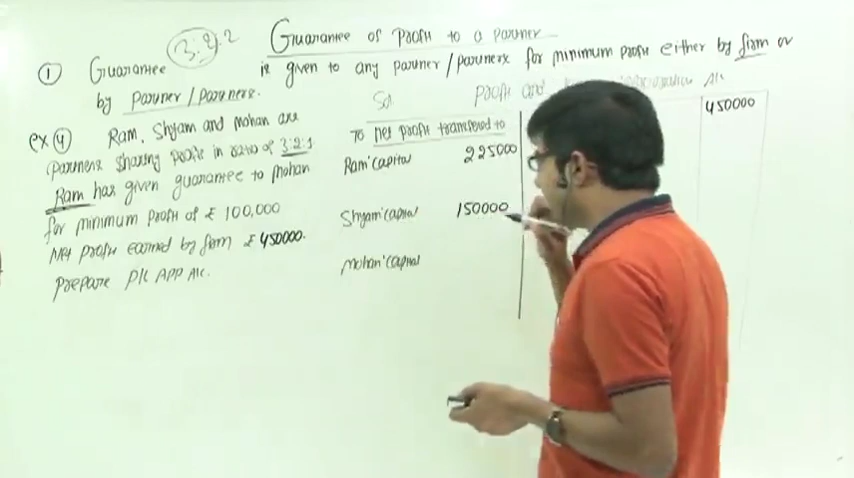 3:2.2
Guarantee of Profit to a Partner
① Guarantee is given to any partner/partners for minimum profit either by firm or
by Partner/Partners.
ex ④ Ram, Shyam and Mohan are
Partners sharing Profit in ratio of 3:2:1
Ram has given guarantee to Mohan
for minimum profit of ₹ 100,000
Net profit earned by firm ₹ 450000.
Prepare P/L APP A/C.
Sol
Profit and A/C
450000
To Net profit transfered to
Ram'capital 225000
Shyam'capital 150000
Mohan'capital